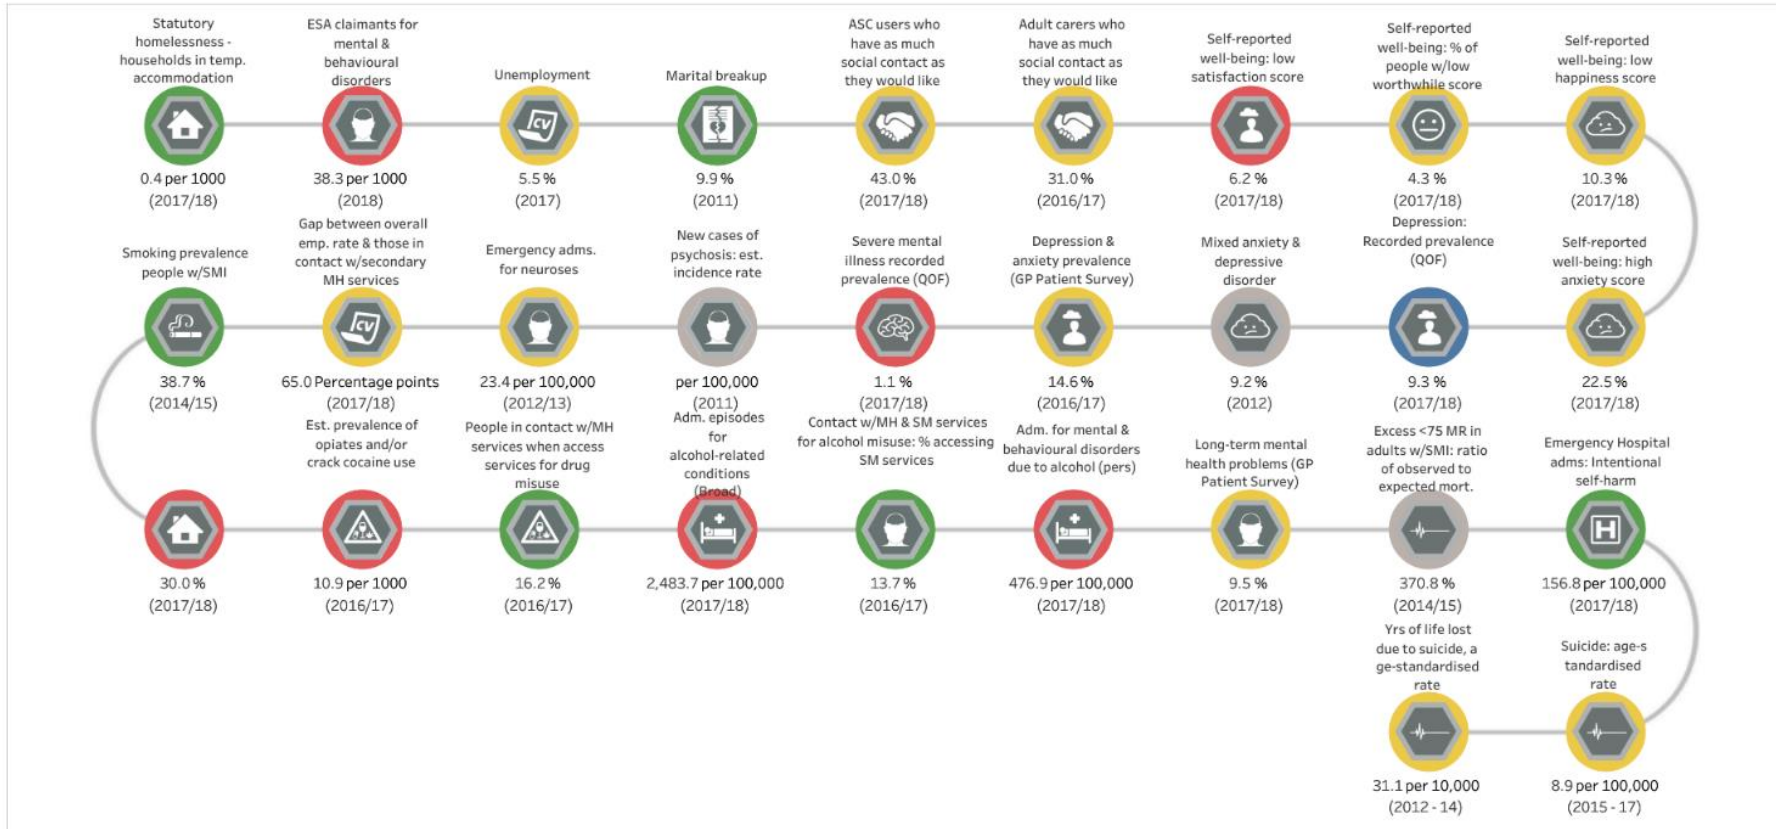 Statutory
homelessness -
households in temp.
accommodation
0.4 per 1000
(2017/18)
ESA claimants for
mental &
behavioural
disorders
38.3 per 1000
(2018)
Unemployment
CV
5.5 %
(2017)
Marital breakup
9.9 %
(2011)
ASC users who
have as much
social contact as
they would like
43.0 %
(2017/18)
Adult carers who
have as much
social contact as
they would like
31.0 %
(2016/17)
Self-reported
well-being: low
satisfaction score
6.2 %
(2017/18)
Self-reported
well-being: % of
people w/low
worthwhile score
4.3 %
(2017/18)
Self-reported
well-being: low
happiness score
10.3 %
(2017/18)
Smoking prevalence
people w/SMI
38.7 %
(2014/15)
Gap between overall
emp. rate & those in
contact w/secondary
MH services
CV
65.0 Percentage points
(2017/18)
Emergency adms.
for neuroses
23.4 per 100,000
(2012/13)
New cases of
psychosis: est.
incidence rate
per 100,000
(2011)
Severe mental
illness recorded
prevalence (QOF)
1.1 %
(2017/18)
Depression &
anxiety prevalence
(GP Patient Survey)
14.6 %
(2016/17)
Mixed anxiety &
depressive
disorder
9.2 %
(2012)
Depression:
Recorded prevalence
(QOF)
9.3 %
(2017/18)
Self-reported
well-being: high
anxiety score
22.5 %
(2017/18)
30.0 %
(2017/18)
Est. prevalence of
opiates and/or
crack cocaine use
10.9 per 1000
(2016/17)
People in contact w/MH
services when access
services for drug
misuse
16.2 %
(2016/17)
Adm. episodes
for
alcohol-related
conditions
(Broad)
2,483.7 per 100,000
(2017/18)
Contact w/MH & SM services
for alcohol misuse: % accessing
SM services
13.7 %
(2016/17)
Adm. for mental &
behavioural disorders
due to alcohol (pers)
476.9 per 100,000
(2017/18)
Long-term mental
health problems (GP
Patient Survey)
9.5 %
(2017/18)
Excess <75 MR in
adults w/SMI: ratio
of observed to
expected mort.
370.8 %
(2014/15)
Emergency Hospital
adms: Intentional
self-harm
H
156.8 per 100,000
(2017/18)
Yrs of life lost
due to suicide, a
ge-standardised
rate
31.1 per 10,000
(2012 - 14)
Suicide: age-s
tandardised
rate
8.9 per 100,000
(2015 - 17)